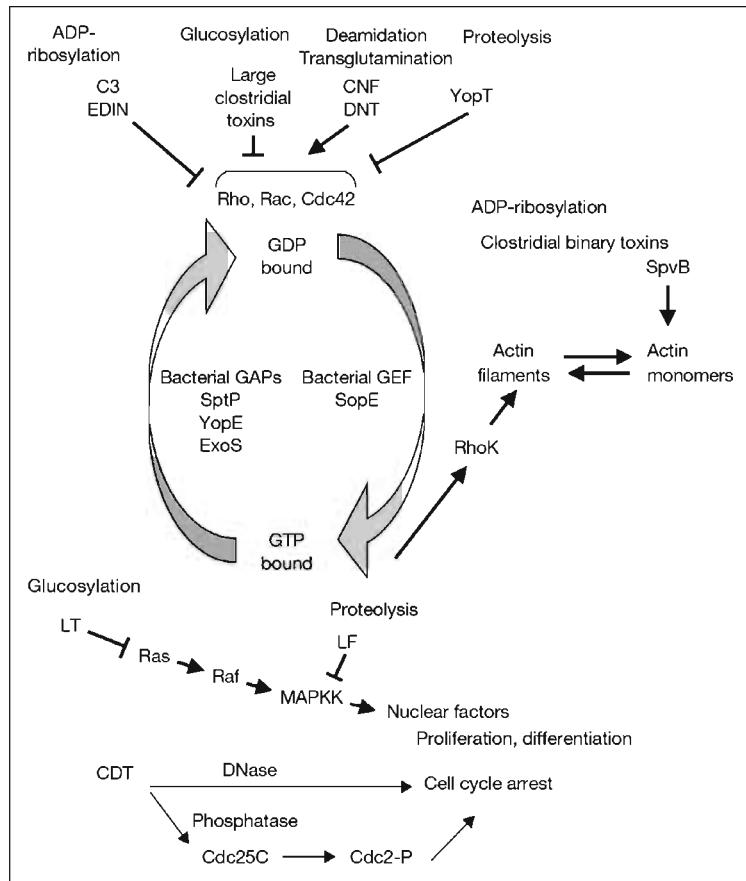 ADP-
ribosylation
C3
EDIN
Glucosylation
Large
clostridial
toxins
Deamidation
Transglutamination
CNF
DNT
Proteolysis
YopT
Rho, Rac, Cdc42
GDP
bound
ADP-ribosylation
Clostridial binary toxins
SpvB
Actin
filaments
Actin
monomers
Bacterial GAPs
SptP
YopE
ExoS
Bacterial GEF
SopE
RhoK
GTP
bound
Glucosylation
LT
Ras
Raf
MAPKK
Proteolysis
LF
Nuclear factors
Proliferation, differentiation
CDT
DNase
Cell cycle arrest
Phosphatase
Cdc25C
Cdc2-P